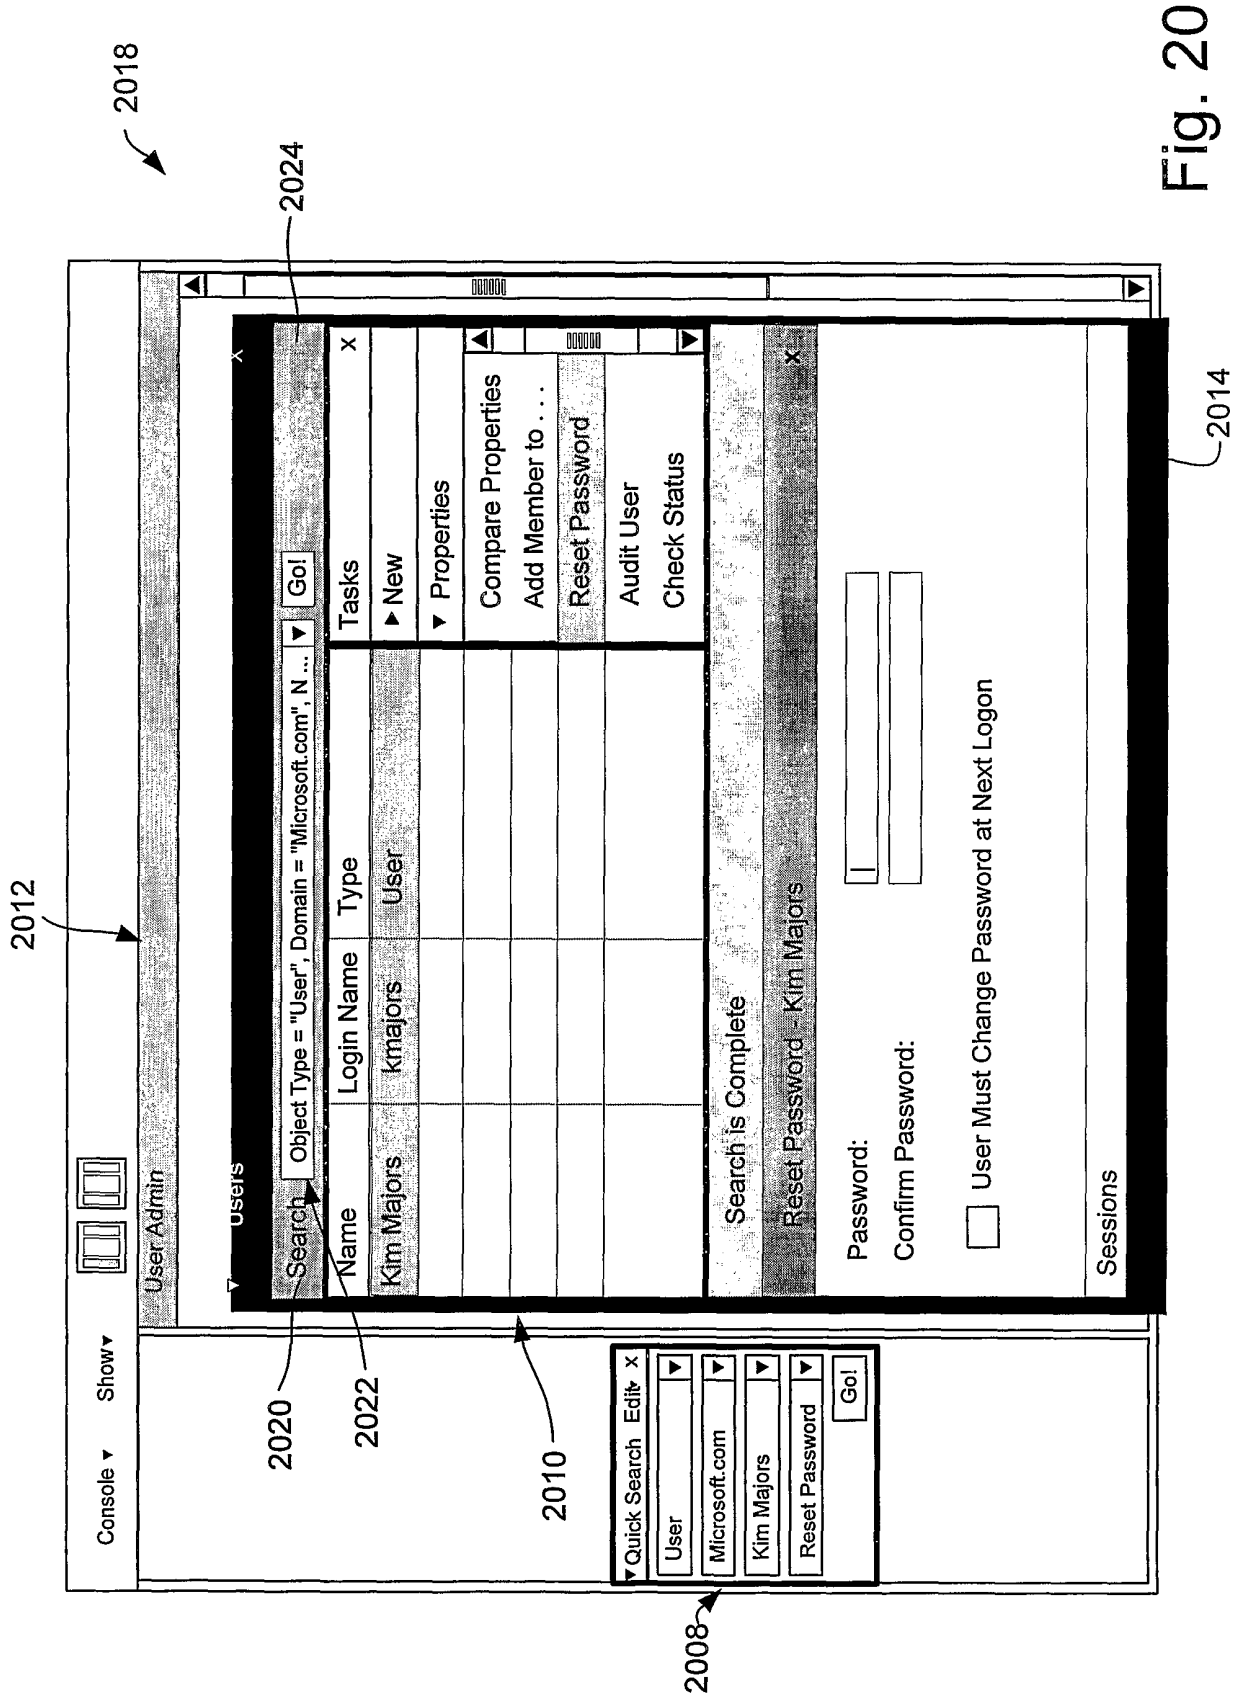 2018
2012
Console ▼ Show ▼
User Admin
Users X
2024
2020
Search Object Type = "User", Domain = "Microsoft.com", N ... ▼ Go!
2022
Name Login Name Type
Kim Majors kmajors User
Tasks X
▶ New
▼ Properties
Compare Properties
Add Member to . . . .
Reset Password
Audit User
Check Status
2010
Search is Complete
Reset Password - Kim Majors X
Password:
Confirm Password:
User Must Change Password at Next Logon
Sessions
2014
▼ Quick Search Edit▾ X
User ▼
Microsoft.com ▼
Kim Majors ▼
Reset Password ▼
Go!
2008
Fig. 20